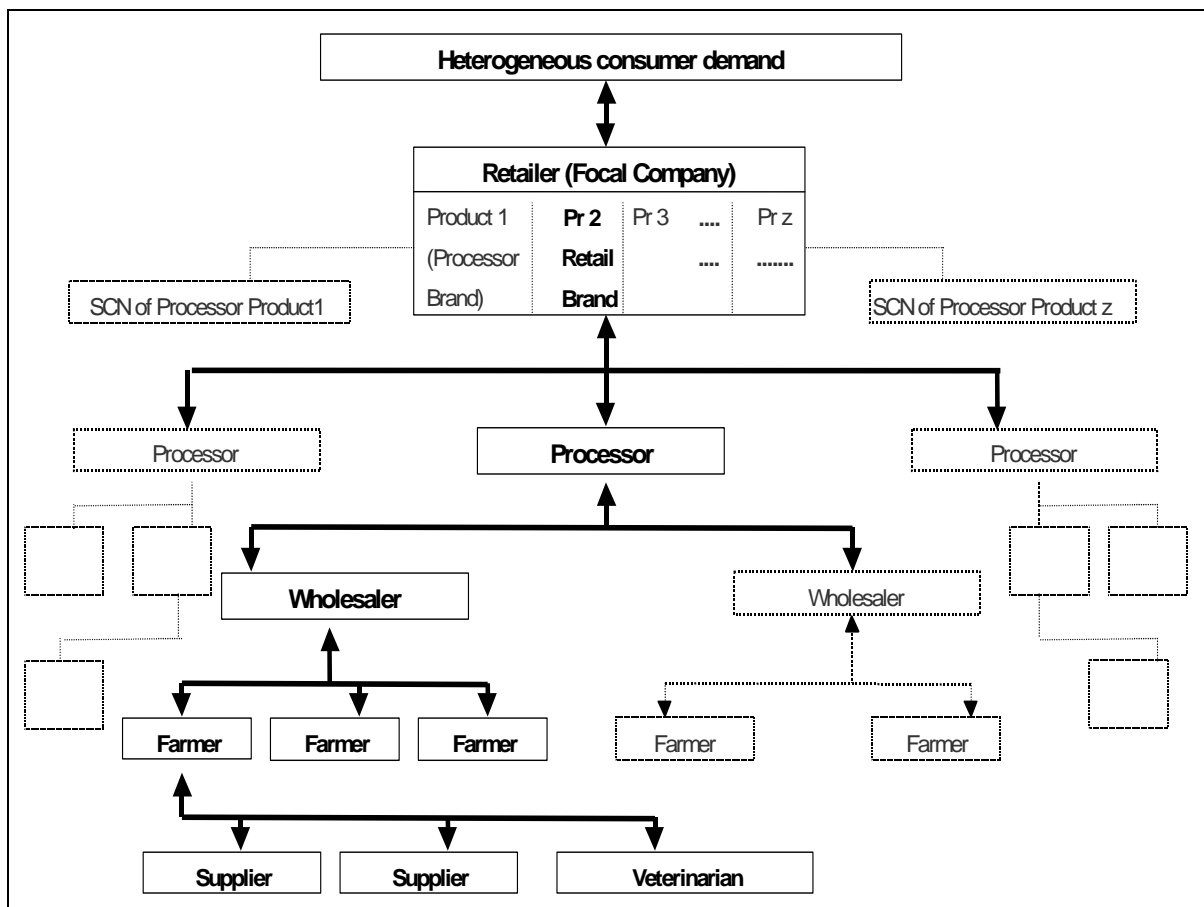 Heterogeneous consumer demand
Retailer (Focal Company)
Product 1 Pr 2 Pr 3 .... Pr z
(Processor Retail .... .......
Brand) Brand
SCN of Processor Product1
SCN of Processor Product z
Processor
Processor
Processor
Wholesaler
Wholesaler
Farmer
Farmer
Farmer
Farmer
Farmer
Supplier
Supplier
Veterinarian